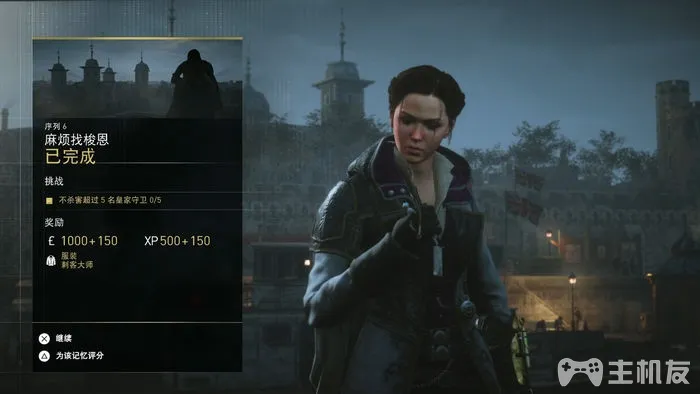 序列 6
麻烦找梭恩
已完成
挑战
不杀害超过 5 名皇家守卫 0/5
奖励
£ 1000+150 XP 500+150
服装
刺客大师
继续
为该记忆评分
主机友